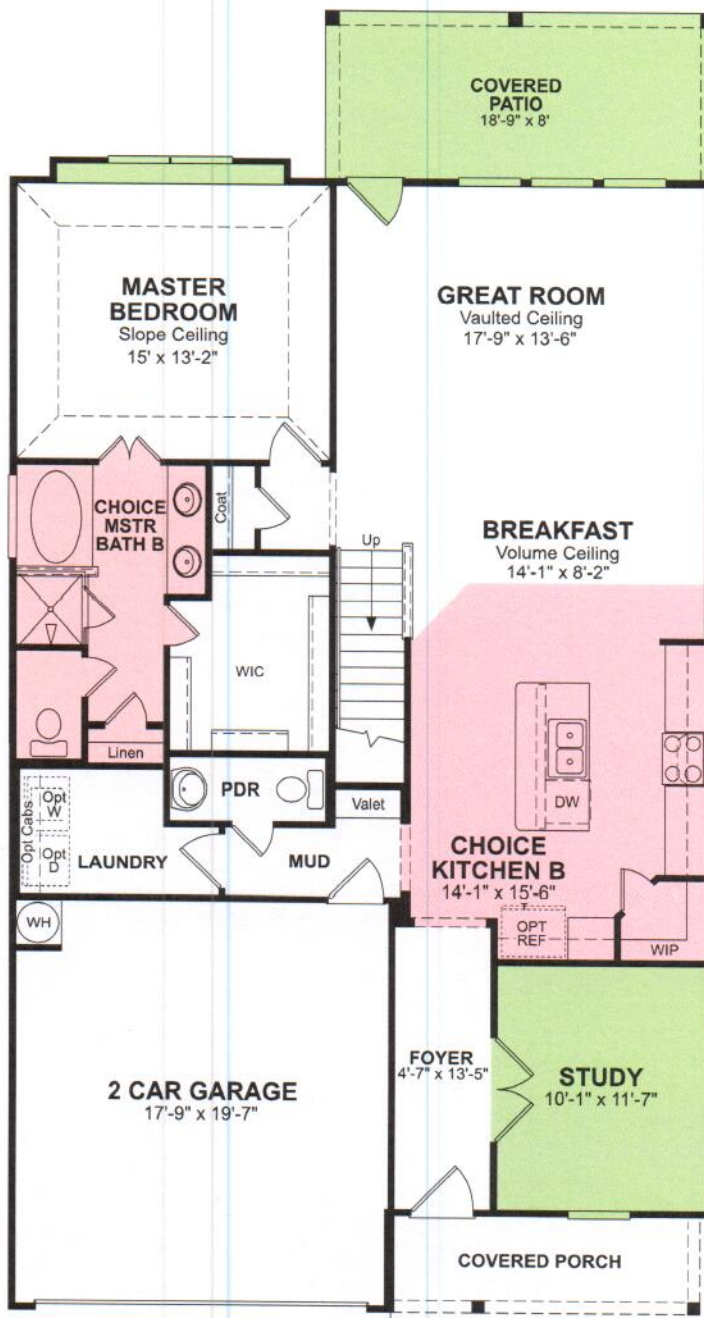 COVERED
PATIO
18'-9" x 8'
MASTER
BEDROOM
Slope Ceiling
15' x 13'-2"
GREAT ROOM
Vaulted Ceiling
17'-9" x 13'-6"
CHOICE
MSTR
BATH B
Coat
Up
BREAKFAST
Volume Ceiling
14'-1" x 8'-2"
WIC
Linen
DW
Opt Cabs
Opt
W
Opt
D
LAUNDRY
PDR
MUD
Valet
CHOICE
KITCHEN B
14'-1" x 15'-6"
OPT
REF
WIP
WH
2 CAR GARAGE
17'-9" x 19'-7"
FOYER
4'-7" x 13'-5"
STUDY
10'-1" x 11'-7"
COVERED PORCH